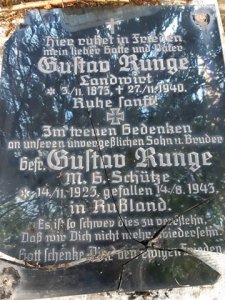 Hier ruhet in Frieden
mein lieber Gatte und Vater
Gustav Runge
Landwirt
* 3/11. 1873, † 27/11. 1940.
Ruhe sanft!
Im treuen Gedenken
an unseren unvergeßlichen Sohn u. Bruder
Gefr. Gustav Runge
M. G. Schütze
* 14/11. 1923, gefallen 14/8. 1943.
in Rußland.
Es ist so schwer dies zu verstehn,
Daß wir Dich nicht mehr wiedersehn.
Gott schenke Dir den ewigen Frieden